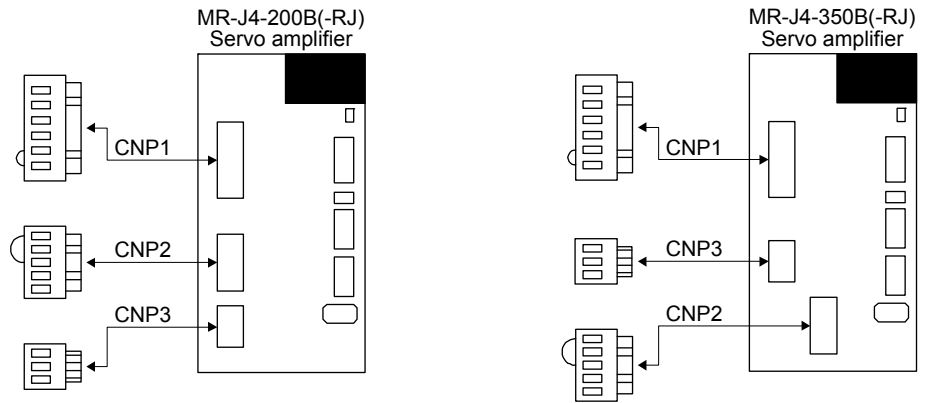 MR-J4-200B(-RJ)
Servo amplifier
CNP1
CNP2
CNP3
MR-J4-350B(-RJ)
Servo amplifier
CNP1
CNP3
CNP2